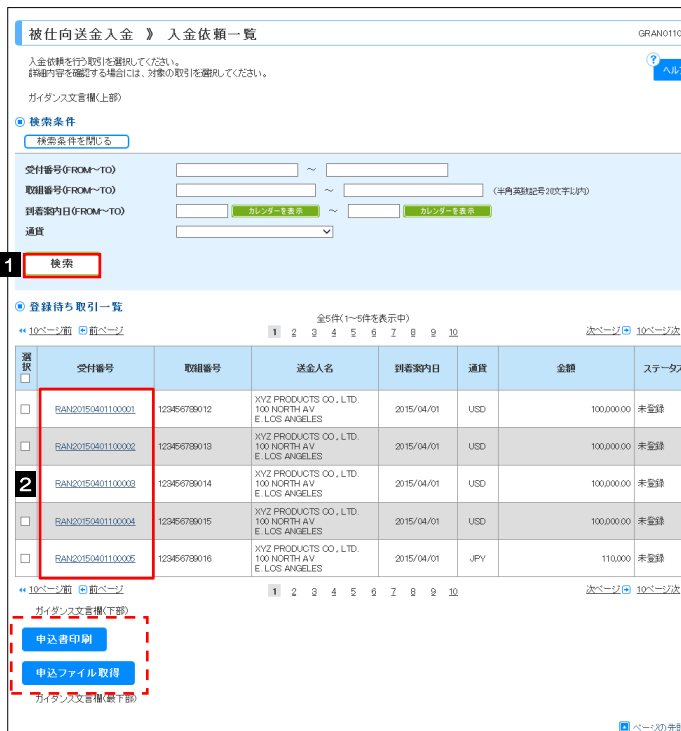 被仕向送金入金 》 入金依頼一覧 GRAN0110
入金依頼を行う取引を選択してください。
詳細内容を確認する場合には、対象の取引を選択してください。
? ヘル
ガイダンス文言欄(上部)
検索条件
検索条件を閉じる
受付番号(FROM～TO) ～
取組番号(FROM～TO) ～ (半角英数記号20文字以内)
到着案内日(FROM～TO) カレンダーを表示 ～ カレンダーを表示
通貨
1 検索
登録待ち取引一覧
全5件(1～5件を表示中)
10ページ前 前ページ 1 2 3 4 5 6 7 8 9 10 次ページ 10ページ次
選択 受付番号 取組番号 送金人名 到着案内日 通貨 金額 ステータス
RAN20150401100001 123456789012 XYZ PRODUCTS CO., LTD. 100 NORTH AV E. LOS ANGELES 2015/04/01 USD 100,000.00 未登録
RAN20150401100002 123456789013 XYZ PRODUCTS CO., LTD. 100 NORTH AV E. LOS ANGELES 2015/04/01 USD 100,000.00 未登録
2 RAN20150401100003 123456789014 XYZ PRODUCTS CO., LTD. 100 NORTH AV E. LOS ANGELES 2015/04/01 USD 100,000.00 未登録
RAN20150401100004 123456789015 XYZ PRODUCTS CO., LTD. 100 NORTH AV E. LOS ANGELES 2015/04/01 USD 100,000.00 未登録
RAN20150401100005 123456789016 XYZ PRODUCTS CO., LTD. 100 NORTH AV E. LOS ANGELES 2015/04/01 JPY 110,000 未登録
10ページ前 前ページ 1 2 3 4 5 6 7 8 9 10 次ページ 10ページ次
ガイダンス文言欄(下部)
申込書印刷
申込ファイル取得
ガイダンス文言欄(最下部)
ページの先頭